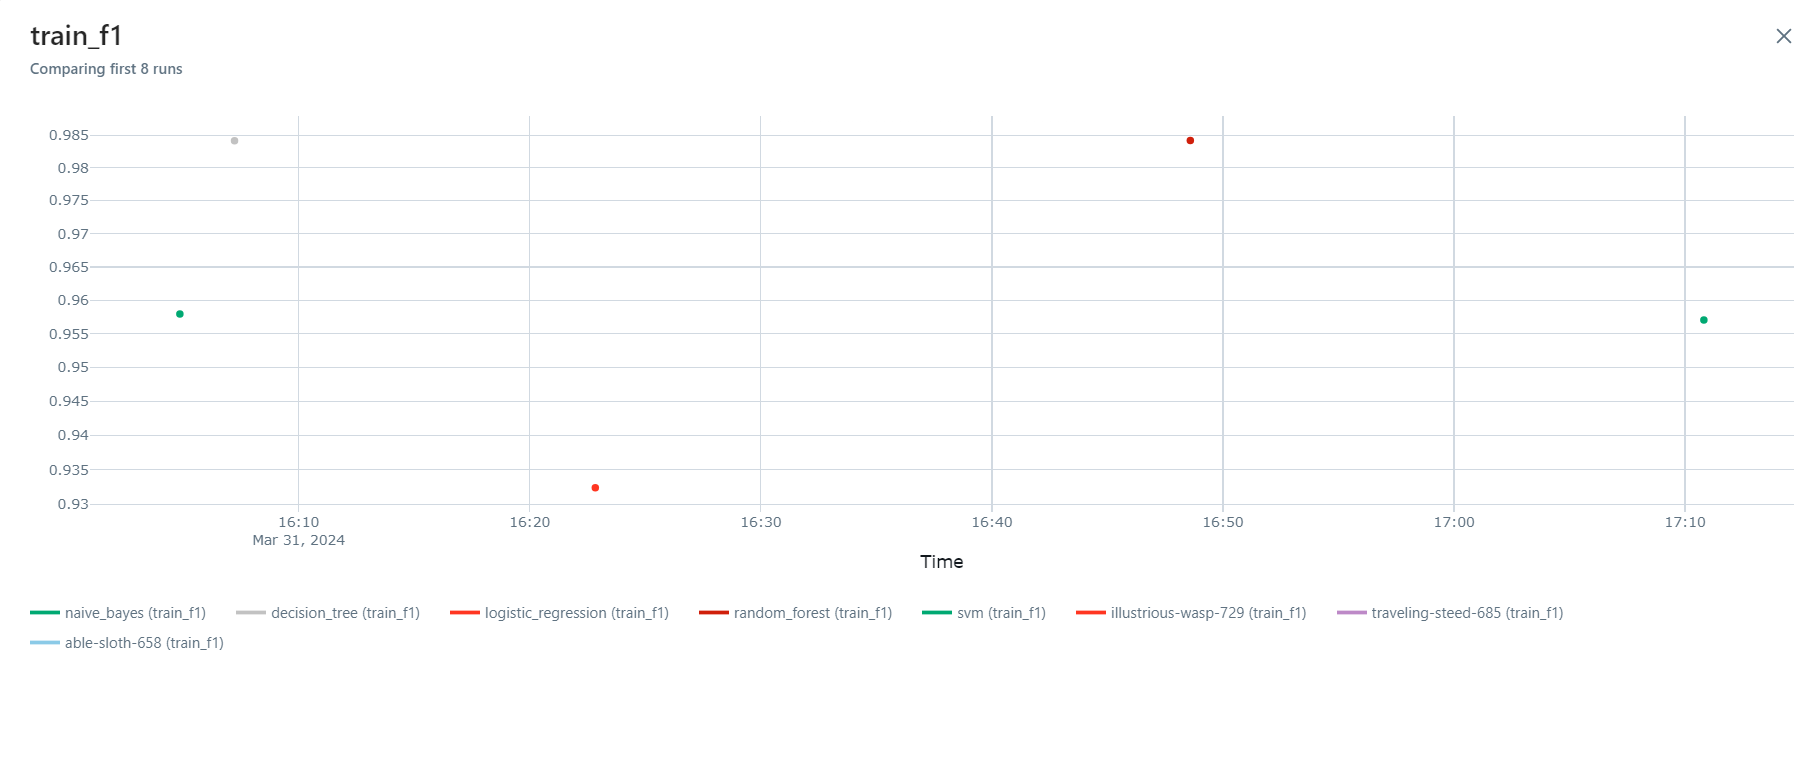 train_f1
Comparing first 8 runs
0.985
0.98
0.975
0.97
0.965
0.96
0.955
0.95
0.945
0.94
0.935
0.93
16:10 16:20 16:30 16:40 16:50 17:00 17:10
Mar 31, 2024
Time
naive_bayes (train_f1) decision_tree (train_f1) logistic_regression (train_f1) random_forest (train_f1) svm (train_f1) illustrious-wasp-729 (train_f1) traveling-steed-685 (train_f1)
able-sloth-658 (train_f1)